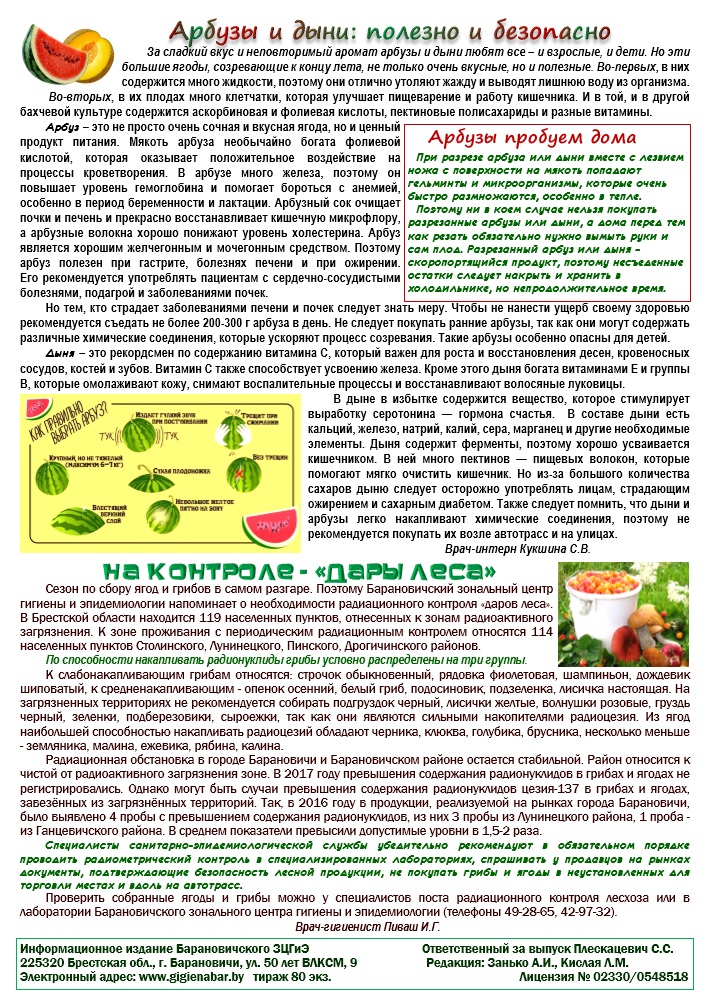 Арбузы и дыни: полезно и безопасно
За сладкий вкус и неповторимый аромат арбузы и дыни любят все – и взрослые, и дети. Но эти
большие ягоды, созревающие к концу лета, не только очень вкусные, но и полезные. Во-первых, в них
содержится много жидкости, поэтому они отлично утоляют жажду и выводят лишнюю воду из организма.
Во-вторых, в их плодах много клетчатки, которая улучшает пищеварение и работу кишечника. И в той, и в другой
бахчевой культуре содержится аскорбиновая и фолиевая кислоты, пектиновые полисахариды и разные витамины.
Арбуз – это не просто очень сочная и вкусная ягода, но и ценный
продукт питания. Мякоть арбуза необычайно богата фолиевой
кислотой, которая оказывает положительное воздействие на
процессы кроветворения. В арбузе много железа, поэтому он
повышает уровень гемоглобина и помогает бороться с анемией,
особенно в период беременности и лактации. Арбузный сок очищает
почки и печень и прекрасно восстанавливает кишечную микрофлору,
а арбузные волокна хорошо понижают уровень холестерина. Арбуз
является хорошим желчегонным и мочегонным средством. Поэтому
арбуз полезен при гастрите, болезнях печени и при ожирении.
Его рекомендуется употреблять пациентам с сердечно-сосудистыми
болезнями, подагрой и заболеваниями почек.
Арбузы пробуем дома
При разрезе арбуза или дыни вместе с лезвием
ножа с поверхности на мякоть попадают
гельминты и микроорганизмы, которые очень
быстро размножаются, особенно в тепле.
Поэтому ни в коем случае нельзя покупать
разрезанные арбузы или дыни, а дома перед тем
как резать обязательно нужно вымыть руки и
сам плод. Разрезанный арбуз или дыня –
скоропортящийся продукт, поэтому несъеденные
остатки следует накрыть и хранить в
холодильнике, но непродолжительное время.
Но тем, кто страдает заболеваниями печени и почек следует знать меру. Чтобы не нанести ущерб своему здоровью
рекомендуется съедать не более 200-300 г арбуза в день. Не следует покупать ранние арбузы, так как они могут содержать
различные химические соединения, которые ускоряют процесс созревания. Такие арбузы особенно опасны для детей.
Дыня – это рекордсмен по содержанию витамина С, который важен для роста и восстановления десен, кровеносных
сосудов, костей и зубов. Витамин С также способствует усвоению железа. Кроме этого дыня богата витаминами Е и группы
В, которые омолаживают кожу, снимают воспалительные процессы и восстанавливают волосяные луковицы.
КАК ПРАВИЛЬНО
ВЫБРАТЬ АРБУЗ?
Издает гулкий звук
при постукивании
ТУК ТУК
Трещит при
сжимании
Крупный, но не тяжелый
(максимум 6–7 кг)
Сухая плодоножка
Без трещин
Блестящий
верхний
слой
Небольшое желтое
пятно на боку
В дыне в избытке содержится вещество, которое стимулирует
выработку серотонина — гормона счастья. В составе дыни есть
кальций, железо, натрий, калий, сера, марганец и другие необходимые
элементы. Дыня содержит ферменты, поэтому хорошо усваивается
кишечником. В ней много пектинов — пищевых волокон, которые
помогают мягко очистить кишечник. Но из-за большого количества
сахаров дыню следует осторожно употреблять лицам, страдающим
ожирением и сахарным диабетом. Также следует помнить, что дыни и
арбузы легко накапливают химические соединения, поэтому не
рекомендуется покупать их возле автотрасс и на улицах.
Врач-интерн Кукшина С.В.
НА КОНТРОЛЕ - «ДАРЫ ЛЕСА»
Сезон по сбору ягод и грибов в самом разгаре. Поэтому Барановичский зональный центр
гигиены и эпидемиологии напоминает о необходимости радиационного контроля «даров леса».
В Брестской области находится 119 населенных пунктов, отнесенных к зонам радиоактивного
загрязнения. К зоне проживания с периодическим радиационным контролем относятся 114
населенных пунктов Столинского, Лунинецкого, Пинского, Дрогичинского районов.
По способности накапливать радионуклиды грибы условно распределены на три группы.
К слабонакапливающим грибам относятся: строчок обыкновенный, рядовка фиолетовая, шампиньон, дождевик
шиповатый, к средненакапливающим - опенок осенний, белый гриб, подосиновик, подзеленка, лисичка настоящая. На
загрязненных территориях не рекомендуется собирать подгруздок черный, лисички желтые, волнушки розовые, груздь
черный, зеленки, подберезовики, сыроежки, так как они являются сильными накопителями радиоцезия. Из ягод
наибольшей способностью накапливать радиоцезий обладают черника, клюква, голубика, брусника, несколько меньше
- земляника, малина, ежевика, рябина, калина.
Радиационная обстановка в городе Барановичи и Барановичском районе остается стабильной. Район относится к
чистой от радиоактивного загрязнения зоне. В 2017 году превышения содержания радионуклидов в грибах и ягодах не
регистрировались. Однако могут быть случаи превышения содержания радионуклидов цезия-137 в грибах и ягодах,
завезённых из загрязнённых территорий. Так, в 2016 году в продукции, реализуемой на рынках города Барановичи,
было выявлено 4 пробы с превышением содержания радионуклидов, из них 3 пробы из Лунинецкого района, 1 проба -
из Ганцевичского района. В среднем показатели превысили допустимые уровни в 1,5-2 раза.
Специалисты санитарно-эпидемиологической службы убедительно рекомендуют в обязательном порядке
проводить радиометрический контроль в специализированных лабораториях, спрашивать у продавцов на рынках
документы, подтверждающие безопасность лесной продукции, не покупать грибы и ягоды в неустановленных для
торговли местах и вдоль на автотрасс.
Проверить собранные ягоды и грибы можно у специалистов поста радиационного контроля лесхоза или в
лаборатории Барановичского зонального центра гигиены и эпидемиологии (телефоны 49-28-65, 42-97-32).
Врач-гигиенист Пиваш И.Г.
Информационное издание Барановичского ЗЦГиЭ Ответственный за выпуск Плескацевич С.С.
225320 Брестская обл., г. Барановичи, ул. 50 лет ВЛКСМ, 9 Редакция: Занько А.И., Кислая Л.М.
Электронный адрес: www.gigienabar.by тираж 80 экз. Лицензия № 02330/0548518